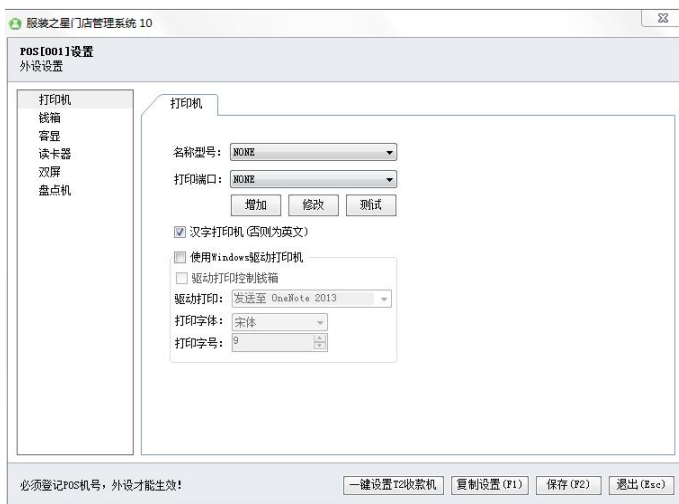 服装之星门店管理系统 10
POS[001]设置
外设设置
打印机
钱箱
客显
读卡器
双屏
盘点机
打印机
名称型号： NONE
打印端口： NONE
增加 修改 测试
汉字打印机(否则为英文)
使用Windows驱动打印机
驱动打印控制钱箱
驱动打印： 发送至 OneNote 2013
打印字体： 宋体
打印字号： 9
必须登记POS机号，外设才能生效! 一键设置T2收款机 复制设置(F1) 保存(F2) 退出(Esc)